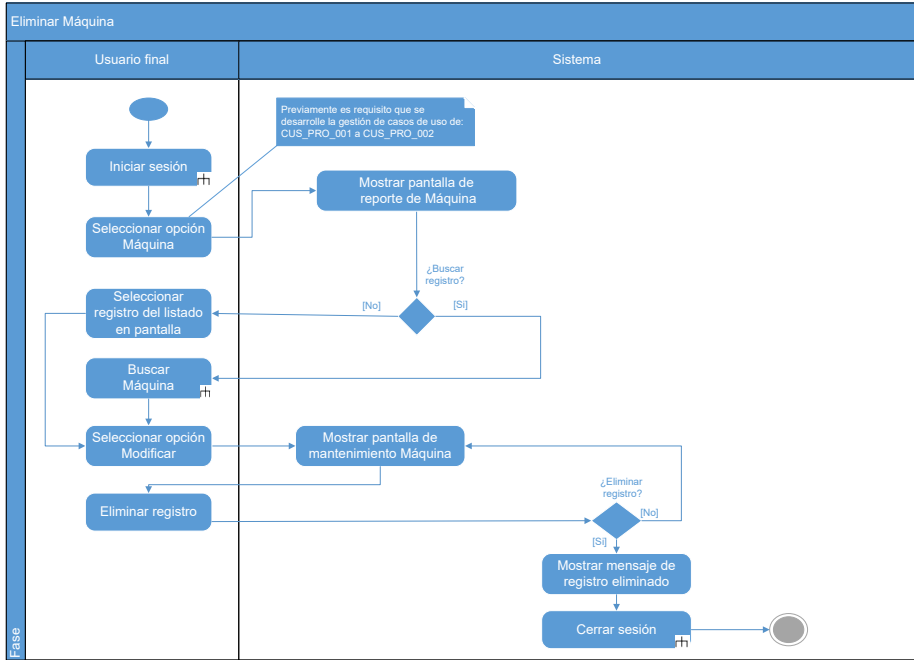 Eliminar Máquina
Usuario final
Sistema
Previamente es requisito que se
desarrolle la gestión de casos de uso de:
CUS_PRO_001 a CUS_PRO_002
Iniciar sesión
Mostrar pantalla de
reporte de Máquina
Seleccionar opción
Máquina
¿Buscar
registro?
[No]
[Si]
Seleccionar
registro del listado
en pantalla
Buscar
Máquina
Seleccionar opción
Modificar
Mostrar pantalla de
mantenimiento Máquina
¿Eliminar
registro?
Eliminar registro
[No]
[Si]
Mostrar mensaje de
registro eliminado
Cerrar sesión
Fase